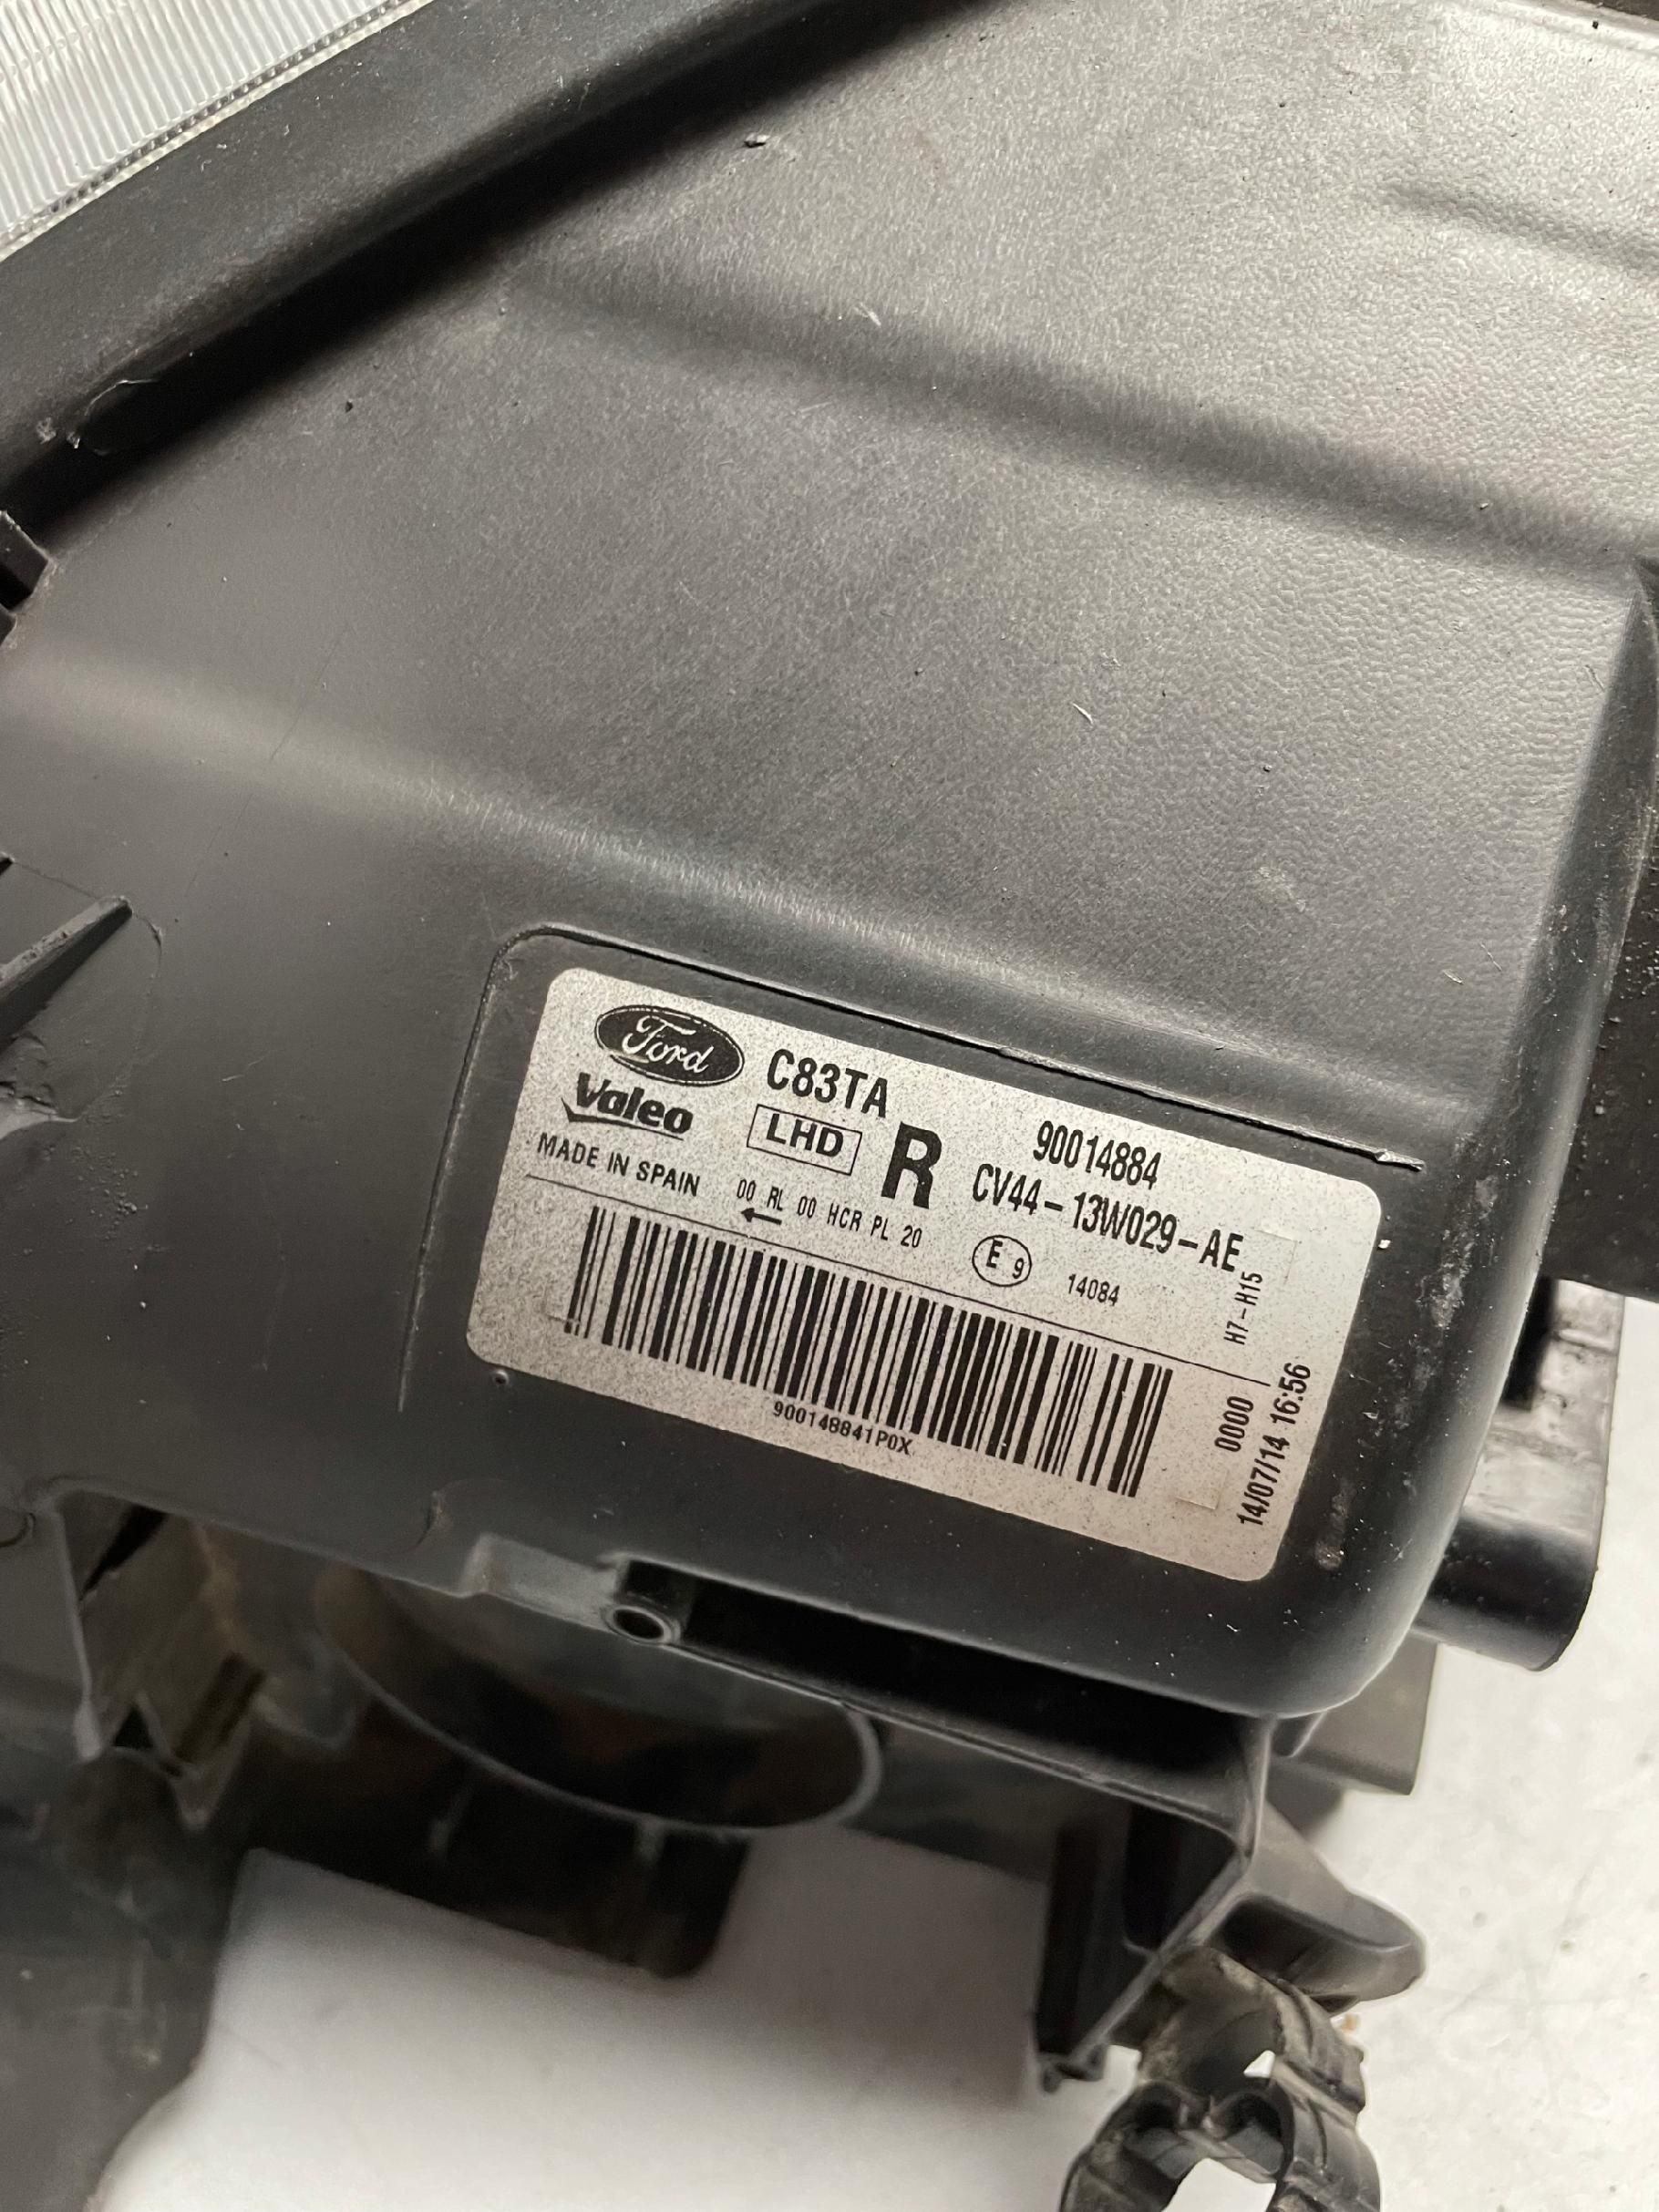 Ford C83TA 90014884
Valeo LHD R CV44-13W029-AE
MADE IN SPAIN 00 RL 00 HCR PL 20
E 9 14084
H7-H15
900148841P0X
0000
14/07/14 16:56